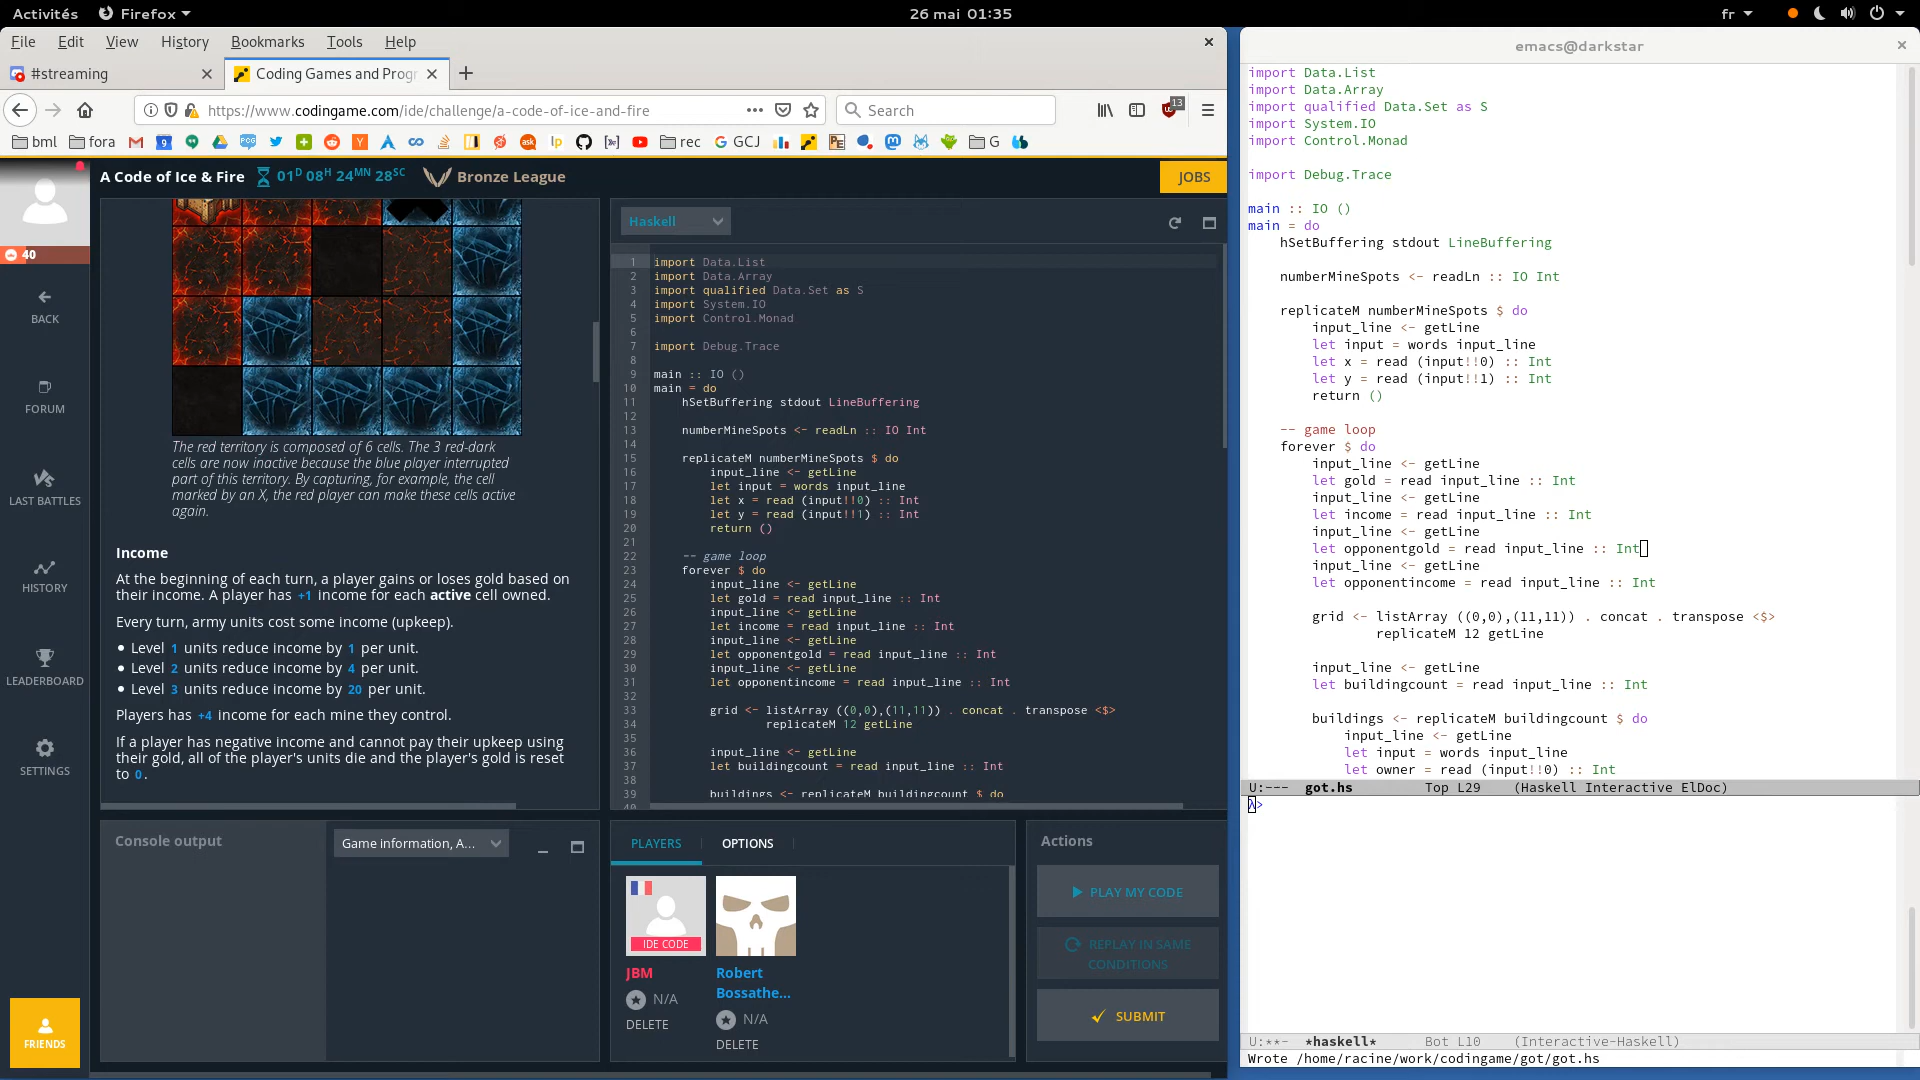 Activités
Firefox
26 mai 01:35
fr
File Edit View History Bookmarks Tools Help
#streaming
Coding Games and Progr
https://www.codingame.com/ide/challenge/a-code-of-ice-and-fire
Search
13
bml
fora
rec
GCJ
G
A Code of Ice & Fire
01D 08H 24MN 28SC
Bronze League
JOBS
40
BACK
FORUM
LAST BATTLES
HISTORY
LEADERBOARD
SETTINGS
FRIENDS
The red territory is composed of 6 cells. The 3 red-dark
cells are now inactive because the blue player interrupted
part of this territory. By capturing, for example, the cell
marked by an X, the red player can make these cells active
again.
Income
At the beginning of each turn, a player gains or loses gold based on
their income. A player has +1 income for each active cell owned.
Every turn, army units cost some income (upkeep).
Level 1 units reduce income by 1 per unit.
Level 2 units reduce income by 4 per unit.
Level 3 units reduce income by 20 per unit.
Players has +4 income for each mine they control.
If a player has negative income and cannot pay their upkeep using
their gold, all of the player's units die and the player's gold is reset
to 0.
Haskell
1 import Data.List
2 import Data.Array
3 import qualified Data.Set as S
4 import System.IO
5 import Control.Monad
6
7 import Debug.Trace
8
9 main :: IO ()
10 main = do
11 hSetBuffering stdout LineBuffering
12
13 numberMineSpots <- readLn :: IO Int
14
15 replicateM numberMineSpots $ do
16 input_line <- getLine
17 let input = words input_line
18 let x = read (input!!0) :: Int
19 let y = read (input!!1) :: Int
20 return ()
21
22 -- game loop
23 forever $ do
24 input_line <- getLine
25 let gold = read input_line :: Int
26 input_line <- getLine
27 let income = read input_line :: Int
28 input_line <- getLine
29 let opponentgold = read input_line :: Int
30 input_line <- getLine
31 let opponentincome = read input_line :: Int
32
33 grid <- listArray ((0,0),(11,11)) . concat . transpose <$>
34 replicateM 12 getLine
35
36 input_line <- getLine
37 let buildingcount = read input_line :: Int
38
39 buildings <- replicateM buildingcount $ do
40
Console output
Game information, A...
PLAYERS
OPTIONS
IDE CODE
JBM
N/A
DELETE
Robert
Bossathe...
N/A
DELETE
Actions
PLAY MY CODE
REPLAY IN SAME
CONDITIONS
SUBMIT
emacs@darkstar
import Data.List
import Data.Array
import qualified Data.Set as S
import System.IO
import Control.Monad
import Debug.Trace
main :: IO ()
main = do
hSetBuffering stdout LineBuffering
numberMineSpots <- readLn :: IO Int
replicateM numberMineSpots $ do
input_line <- getLine
let input = words input_line
let x = read (input!!0) :: Int
let y = read (input!!1) :: Int
return ()
-- game loop
forever $ do
input_line <- getLine
let gold = read input_line :: Int
input_line <- getLine
let income = read input_line :: Int
input_line <- getLine
let opponentgold = read input_line :: Int
input_line <- getLine
let opponentincome = read input_line :: Int
grid <- listArray ((0,0),(11,11)) . concat . transpose <$>
replicateM 12 getLine
input_line <- getLine
let buildingcount = read input_line :: Int
buildings <- replicateM buildingcount $ do
input_line <- getLine
let input = words input_line
let owner = read (input!!0) :: Int
U:--- got.hs Top L29 (Haskell Interactive ElDoc)
λ>
U:**- *haskell* Bot L10 (Interactive-Haskell)
Wrote /home/racine/work/codingame/got/got.hs